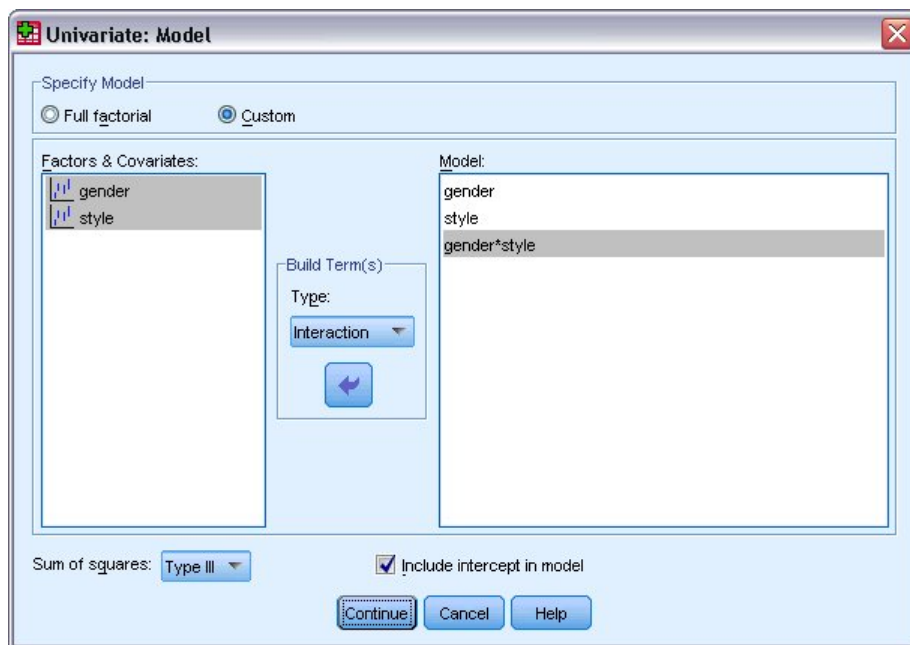 Univariate: Model
Specify Model
Full factorial
Custom
Factors & Covariates:
gender
style
Build Term(s)
Type:
Interaction
Model:
gender
style
gender*style
Sum of squares: Type III
Include intercept in model
Continue Cancel Help